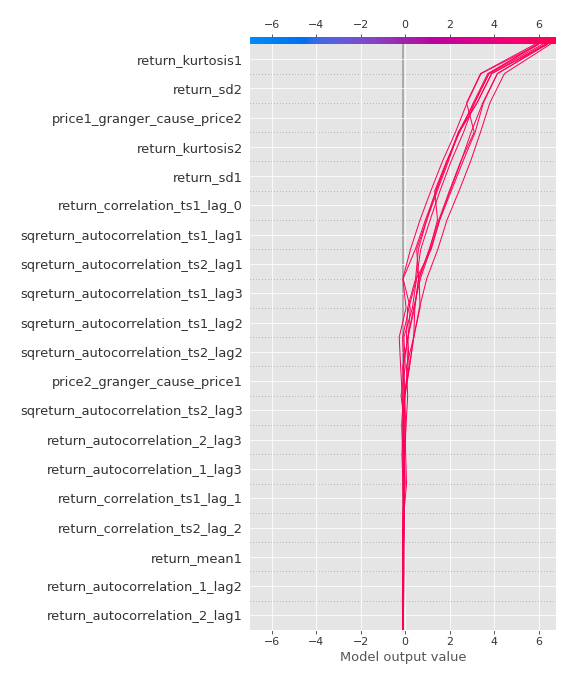 −6 −4 −2 0 2 4 6
return_kurtosis1
return_sd2
price1_granger_cause_price2
return_kurtosis2
return_sd1
return_correlation_ts1_lag_0
sqreturn_autocorrelation_ts1_lag1
sqreturn_autocorrelation_ts2_lag1
sqreturn_autocorrelation_ts1_lag3
sqreturn_autocorrelation_ts1_lag2
sqreturn_autocorrelation_ts2_lag2
price2_granger_cause_price1
sqreturn_autocorrelation_ts2_lag3
return_autocorrelation_2_lag3
return_autocorrelation_1_lag3
return_correlation_ts1_lag_1
return_correlation_ts2_lag_2
return_mean1
return_autocorrelation_1_lag2
return_autocorrelation_2_lag1
−6 −4 −2 0 2 4 6
Model output value